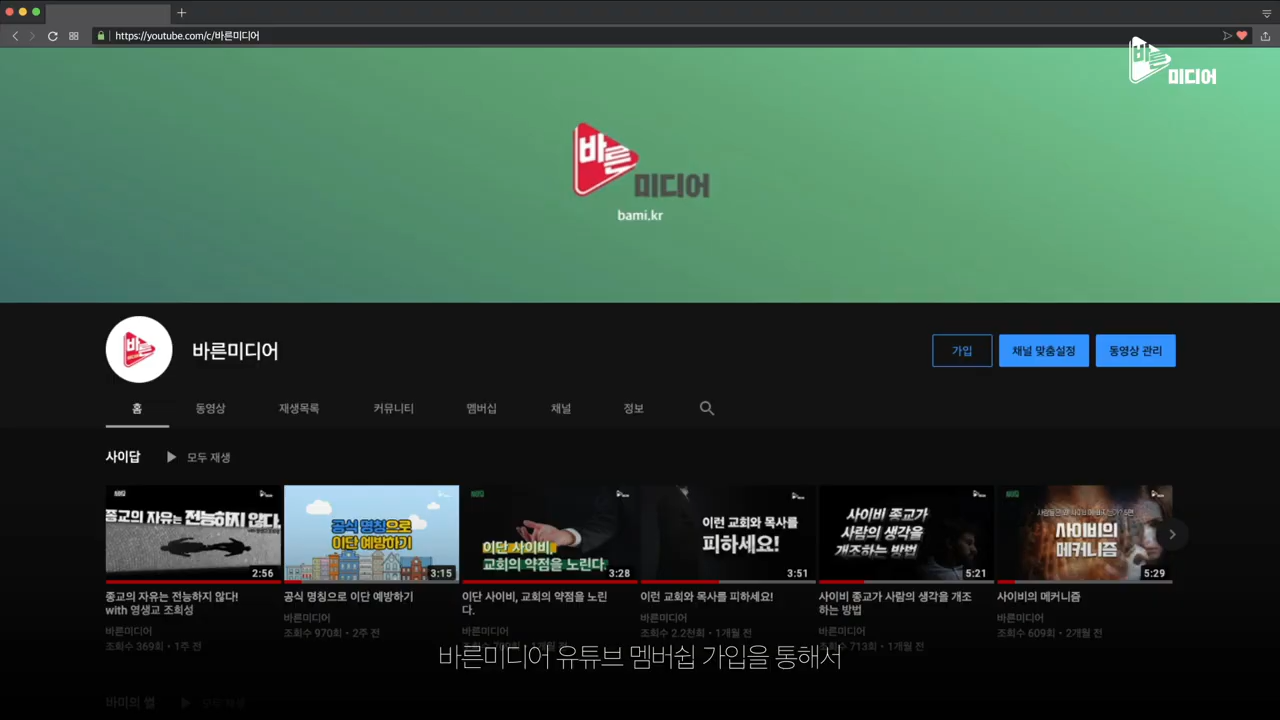 https://youtube.com/c/바른미디어
바른
미디어
바른
미디어
bami.kr
바른
바른미디어
가입
채널 맞춤설정
동영상 관리
홈
동영상
재생목록
커뮤니티
멤버십
채널
정보
사이답
모두 재생
종교의 자유는 전능하지 않다.
2:56
공식 명칭으로
이단 예방하기
3:15
이단 사이비,
교회의 약점을 노린다.
3:28
이런 교회와 목사를
피하세요!
3:51
사이비 종교가
사람의 생각을
개조하는 방법
5:21
사이비의
메커니즘
5:29
종교의 자유는 전능하지 않다!
with 영생교 조희성
바른미디어
조회수 369회 • 1주 전
공식 명칭으로 이단 예방하기
바른미디어
조회수 970회 • 2주 전
이단 사이비, 교회의 약점을 노린
다.
바른미디어
이런 교회와 목사를 피하세요!
바른미디어
조회수 2.2천회 • 1개월 전
사이비 종교가 사람의 생각을 개조
하는 방법
바른미디어
조회수 713회 • 1개월 전
사이비의 메커니즘
바른미디어
조회수 609회 • 2개월 전
바른미디어 유튜브 멤버쉽 가입을 통해서
바미의 썰
모두 재생